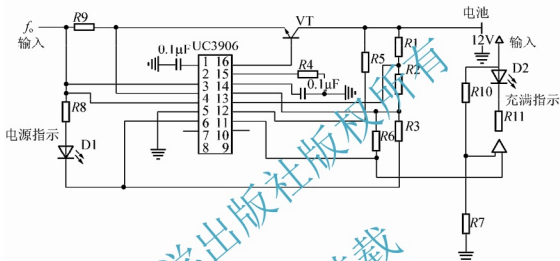 fₒ
输入
R9
VT
电池
12V
输入
0.1μF
UC3906
R4
0.1μF
R5
R1
R2
R10
D2
充满指示
R11
R8
电源指示
D1
R6
R3
R7
1 16
2 15
3 14
4 13
5 12
6 11
7 10
8 9
学出版社版权所有
载